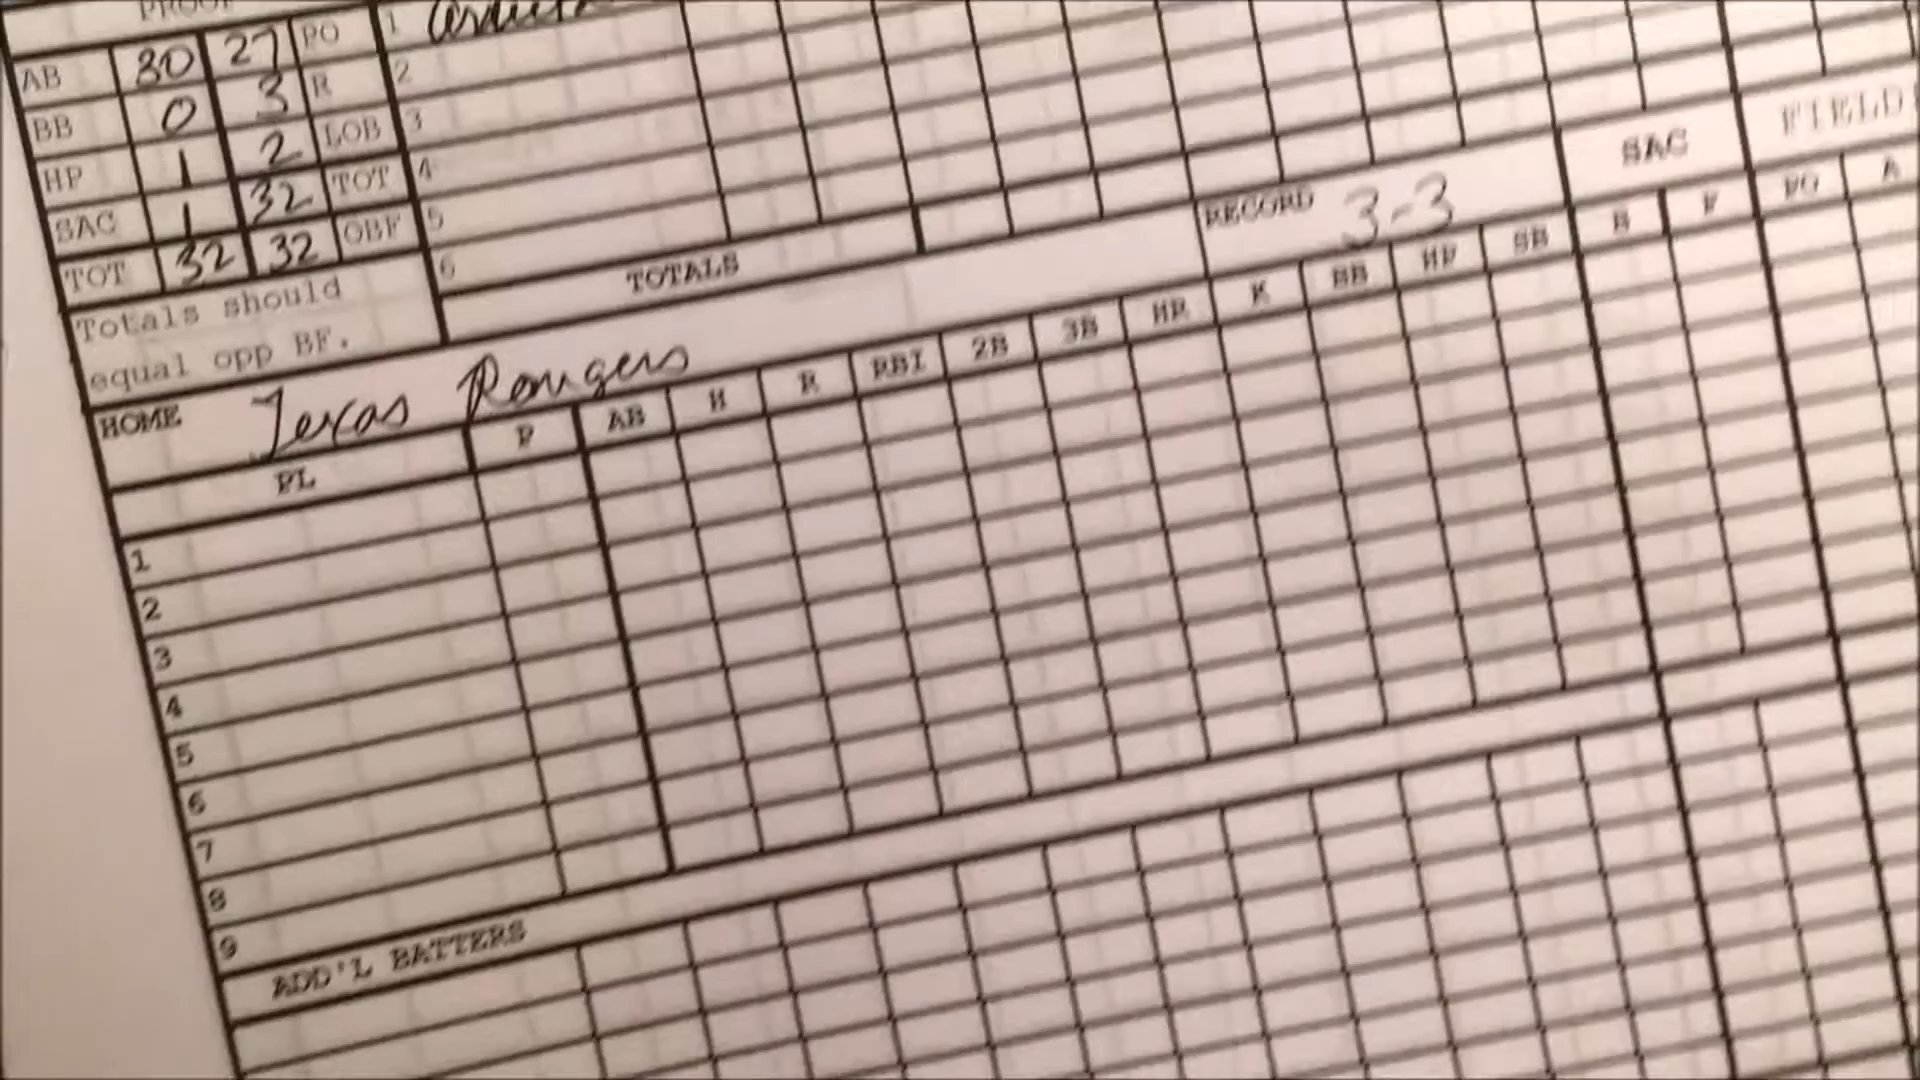 PROOF
AB 30 27 PO
BB 0 3 R
HP 1 2 LOB
SAC 1 32 TOT
TOT 32 32 OBF
Totals should
equal opp BF.
1
2
3
4
5
6
TOTALS
RECORD 3-3
SAC
FIELD
HOME Texas Rangers
PL P AB H R RBI 2B 3B HR K BB HP SB B F PO A
1
2
3
4
5
6
7
8
9
ADD'L BATTERS